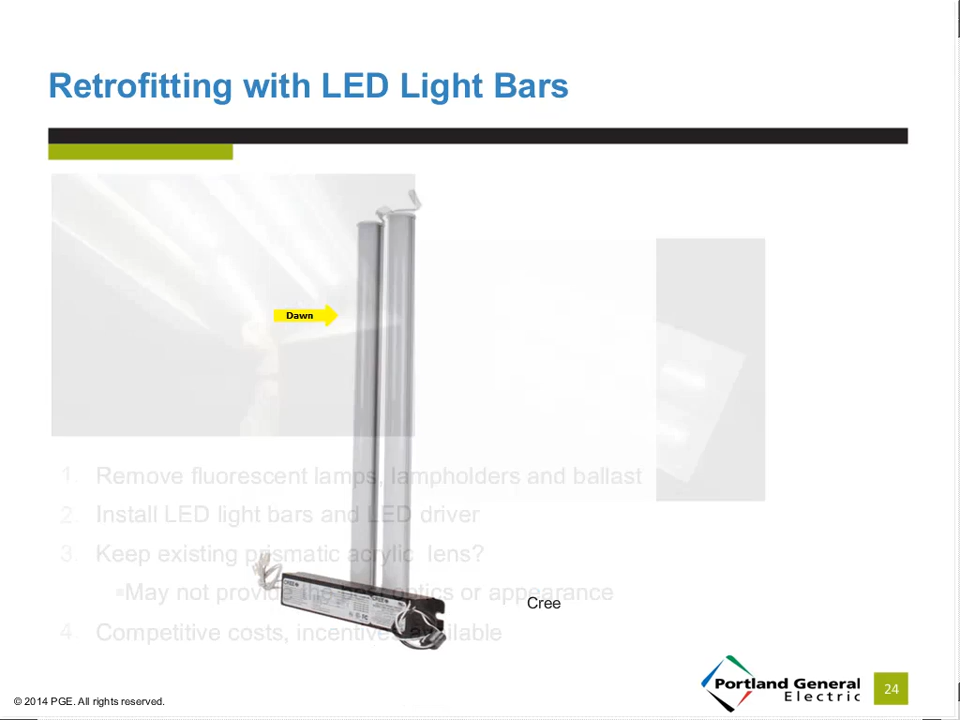 Retrofitting with LED Light Bars
Dawn
1. Remove fluorescent lamps, lampholders and ballast
2. Install LED light bars and LED driver
3. Keep existing prismatic acrylic lens?
▪May not provide the best optics or appearance
Cree
4. Competitive costs, incentives available
Portland General
Electric
24
© 2014 PGE. All rights reserved.